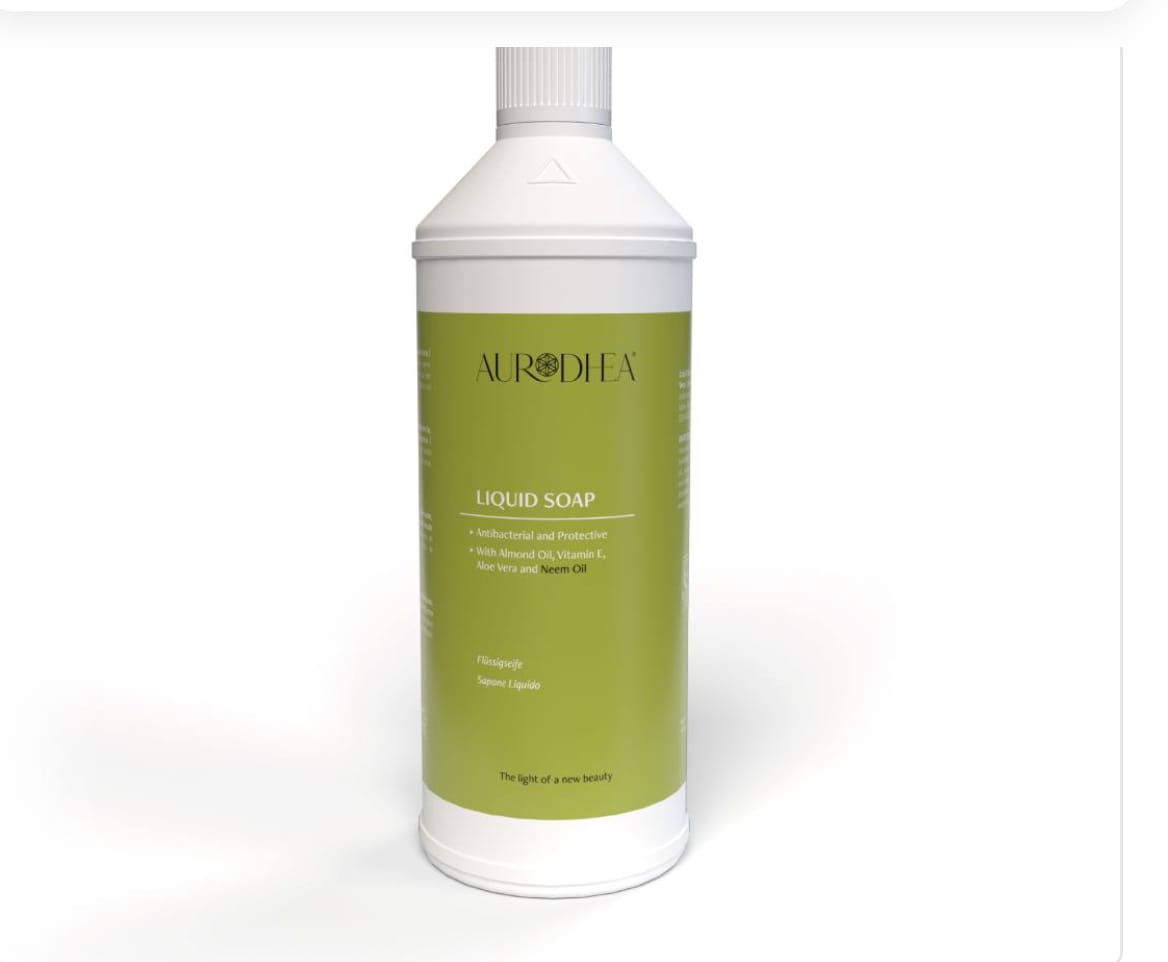 AURODHEA®
LIQUID SOAP
• Antibacterial and Protective
• With Almond Oil, Vitamin E,
Aloe Vera and Neem Oil
Flüssigseife
Sapone Liquido
The light of a new beauty